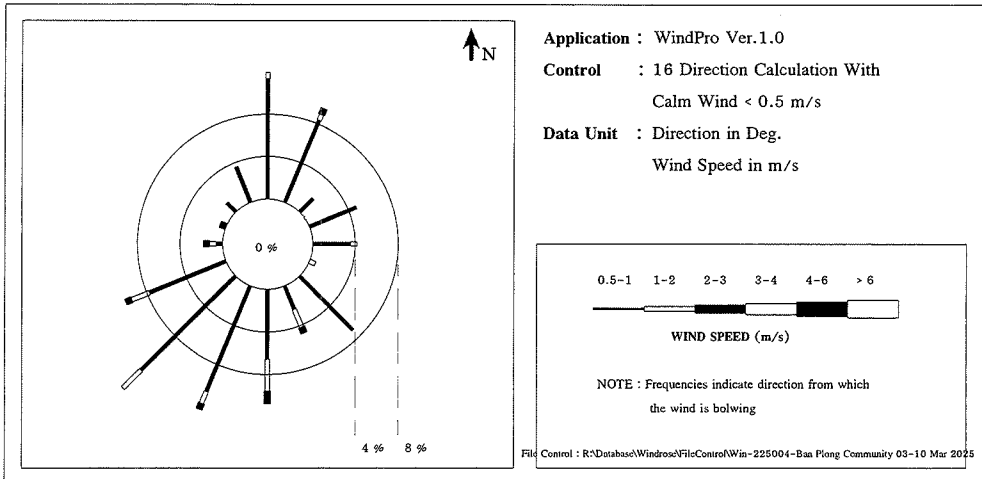 N
Application : WindPro Ver.1.0
Control : 16 Direction Calculation With
Calm Wind < 0.5 m/s
Data Unit : Direction in Deg.
Wind Speed in m/s
0 %
4 % 8 %
0.5-1 1-2 2-3 3-4 4-6 > 6
WIND SPEED (m/s)
NOTE : Frequencies indicate direction from which
the wind is bolwing
File Control : R:\Database\Windrose\FileControl\Win-225004-Ban Plong Community 03-10 Mar 2025